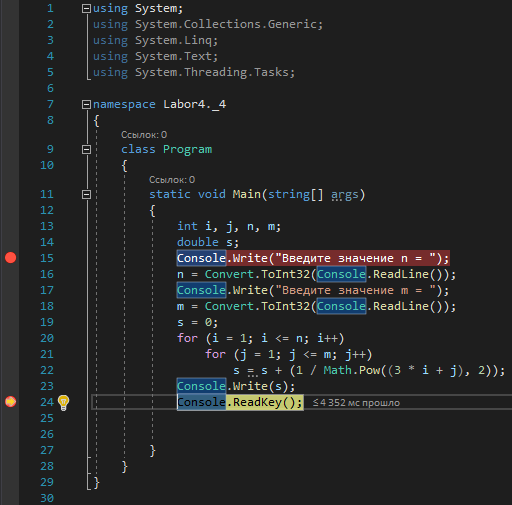 1 using System;
2 using System.Collections.Generic;
3 using System.Linq;
4 using System.Text;
5 using System.Threading.Tasks;
6
7 namespace Labor4._4
8 {
Ссылок: 0
9 class Program
10 {
Ссылок: 0
11 static void Main(string[] args)
12 {
13 int i, j, n, m;
14 double s;
15 Console.Write("Введите значение n = ");
16 n = Convert.ToInt32(Console.ReadLine());
17 Console.Write("Введите значение m = ");
18 m = Convert.ToInt32(Console.ReadLine());
19 s = 0;
20 for (i = 1; i <= n; i++)
21 for (j = 1; j <= m; j++)
22 s = s + (1 / Math.Pow((3 * i + j), 2));
23 Console.Write(s);
24 Console.ReadKey(); ≤4 352 мс прошло
25
26
27 }
28 }
29 }
30